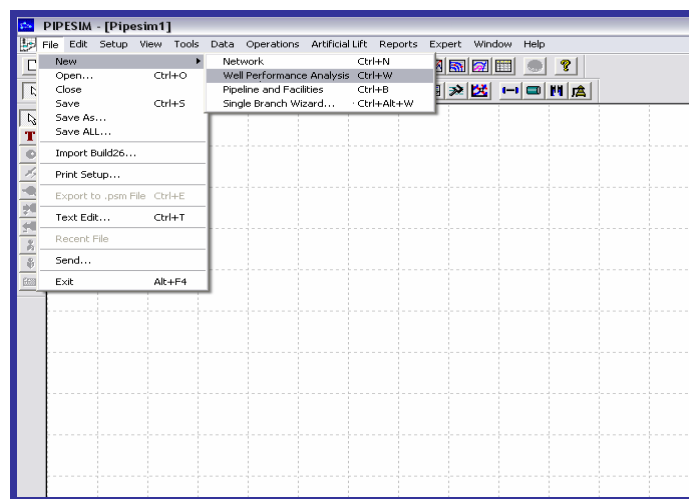 PIPESIM - [Pipesim1]
File Edit Setup View Tools Data Operations Artificial Lift Reports Expert Window Help
New
Open... Ctrl+O
Close
Save Ctrl+S
Save As...
Save ALL...
Import Build26...
Print Setup...
Export to .psm File Ctrl+E
Text Edit... Ctrl+T
Recent File
Send...
Exit Alt+F4
Network Ctrl+N
Well Performance Analysis Ctrl+W
Pipeline and Facilities Ctrl+B
Single Branch Wizard... Ctrl+Alt+W
T
?